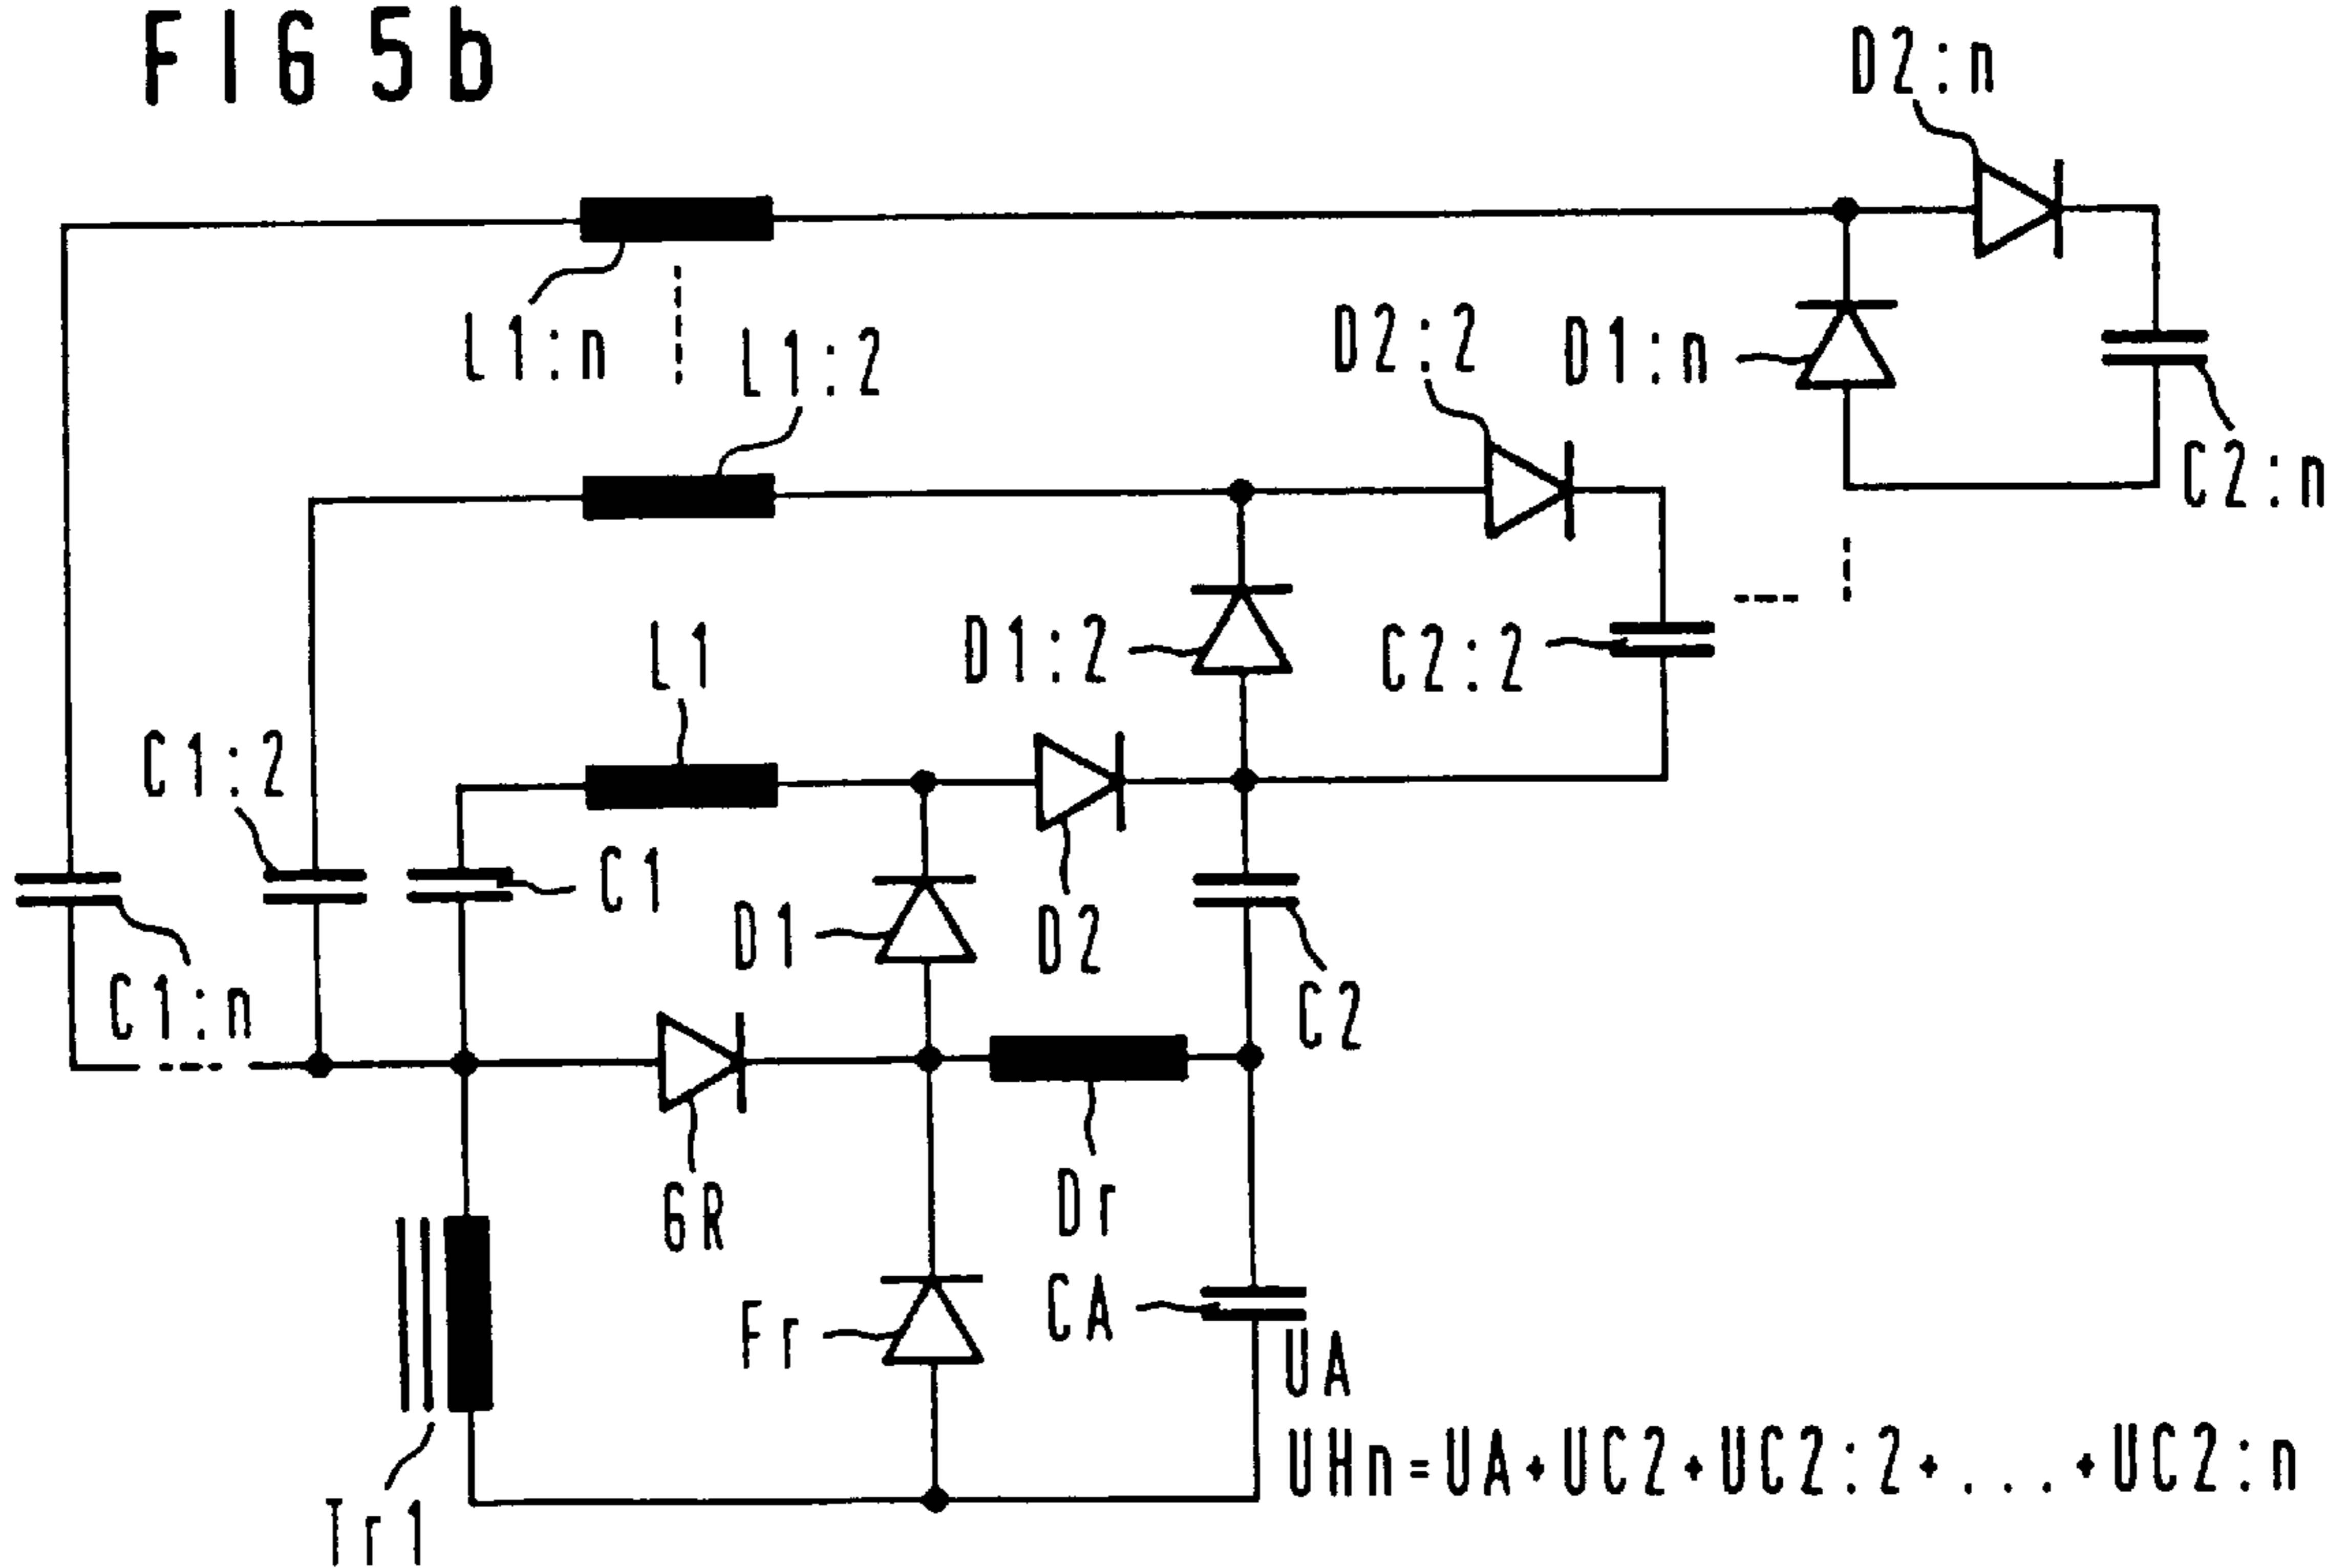 FIG 5b
D2:n
L1:n
L1:2
D2:2
D1:n
C2:n
L1
D1:2
C2:2
C1:2
C1
D1
D2
C2
C1:n
GR
Dr
Fr
CA
UA
UHn=UA+UC2+UC2:2+...+UC2:n
Tr1